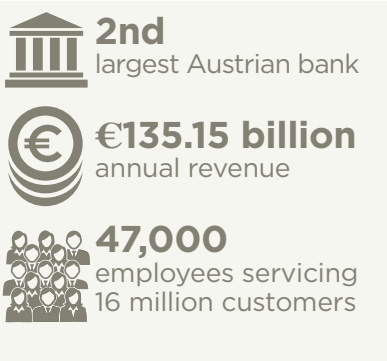 2nd
largest Austrian bank
€
€135.15 billion
annual revenue
47,000
employees servicing
16 million customers